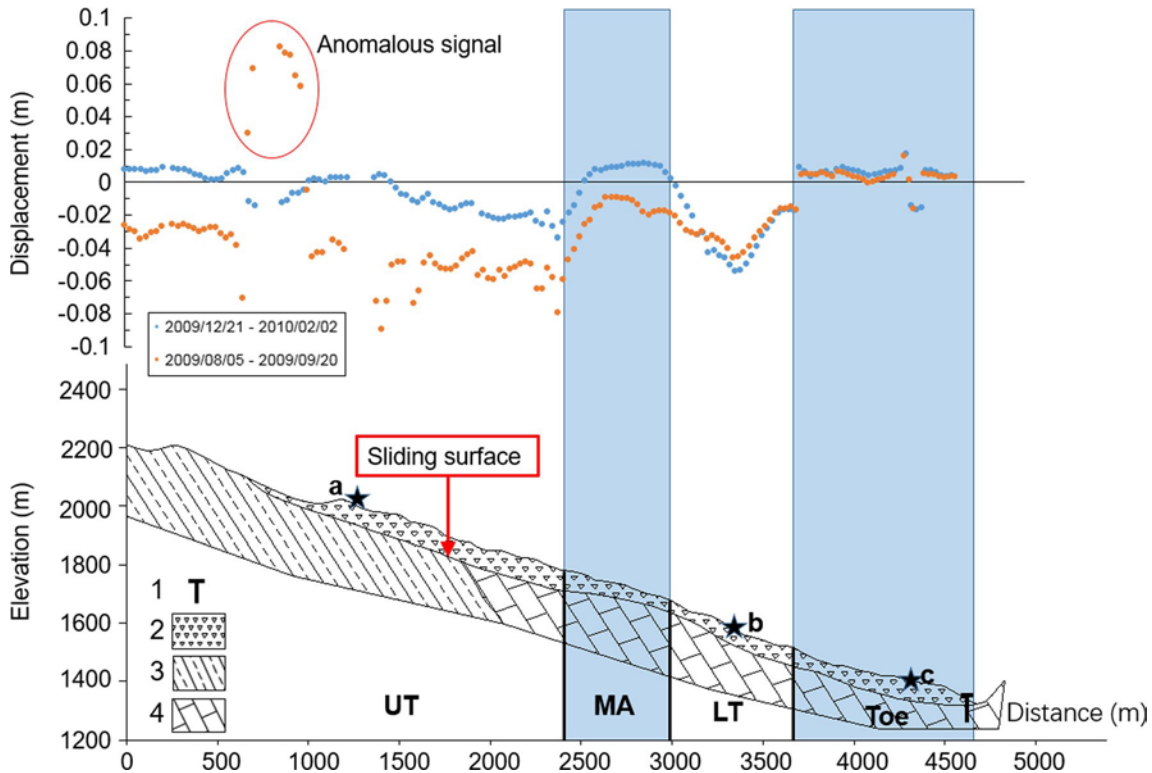 0.1
0.08
0.06
0.04
0.02
0
-0.02
-0.04
-0.06
-0.08
-0.1
Displacement (m)
Anomalous signal
2009/12/21 - 2010/02/02
2009/08/05 - 2009/09/20
2400
2200
2000
1800
1600
1400
1200
Elevation (m)
Sliding surface
a
b
c
1 T
2
3
4
UT
MA
LT
Toe
T
Distance (m)
0 500 1000 1500 2000 2500 3000 3500 4000 4500 5000